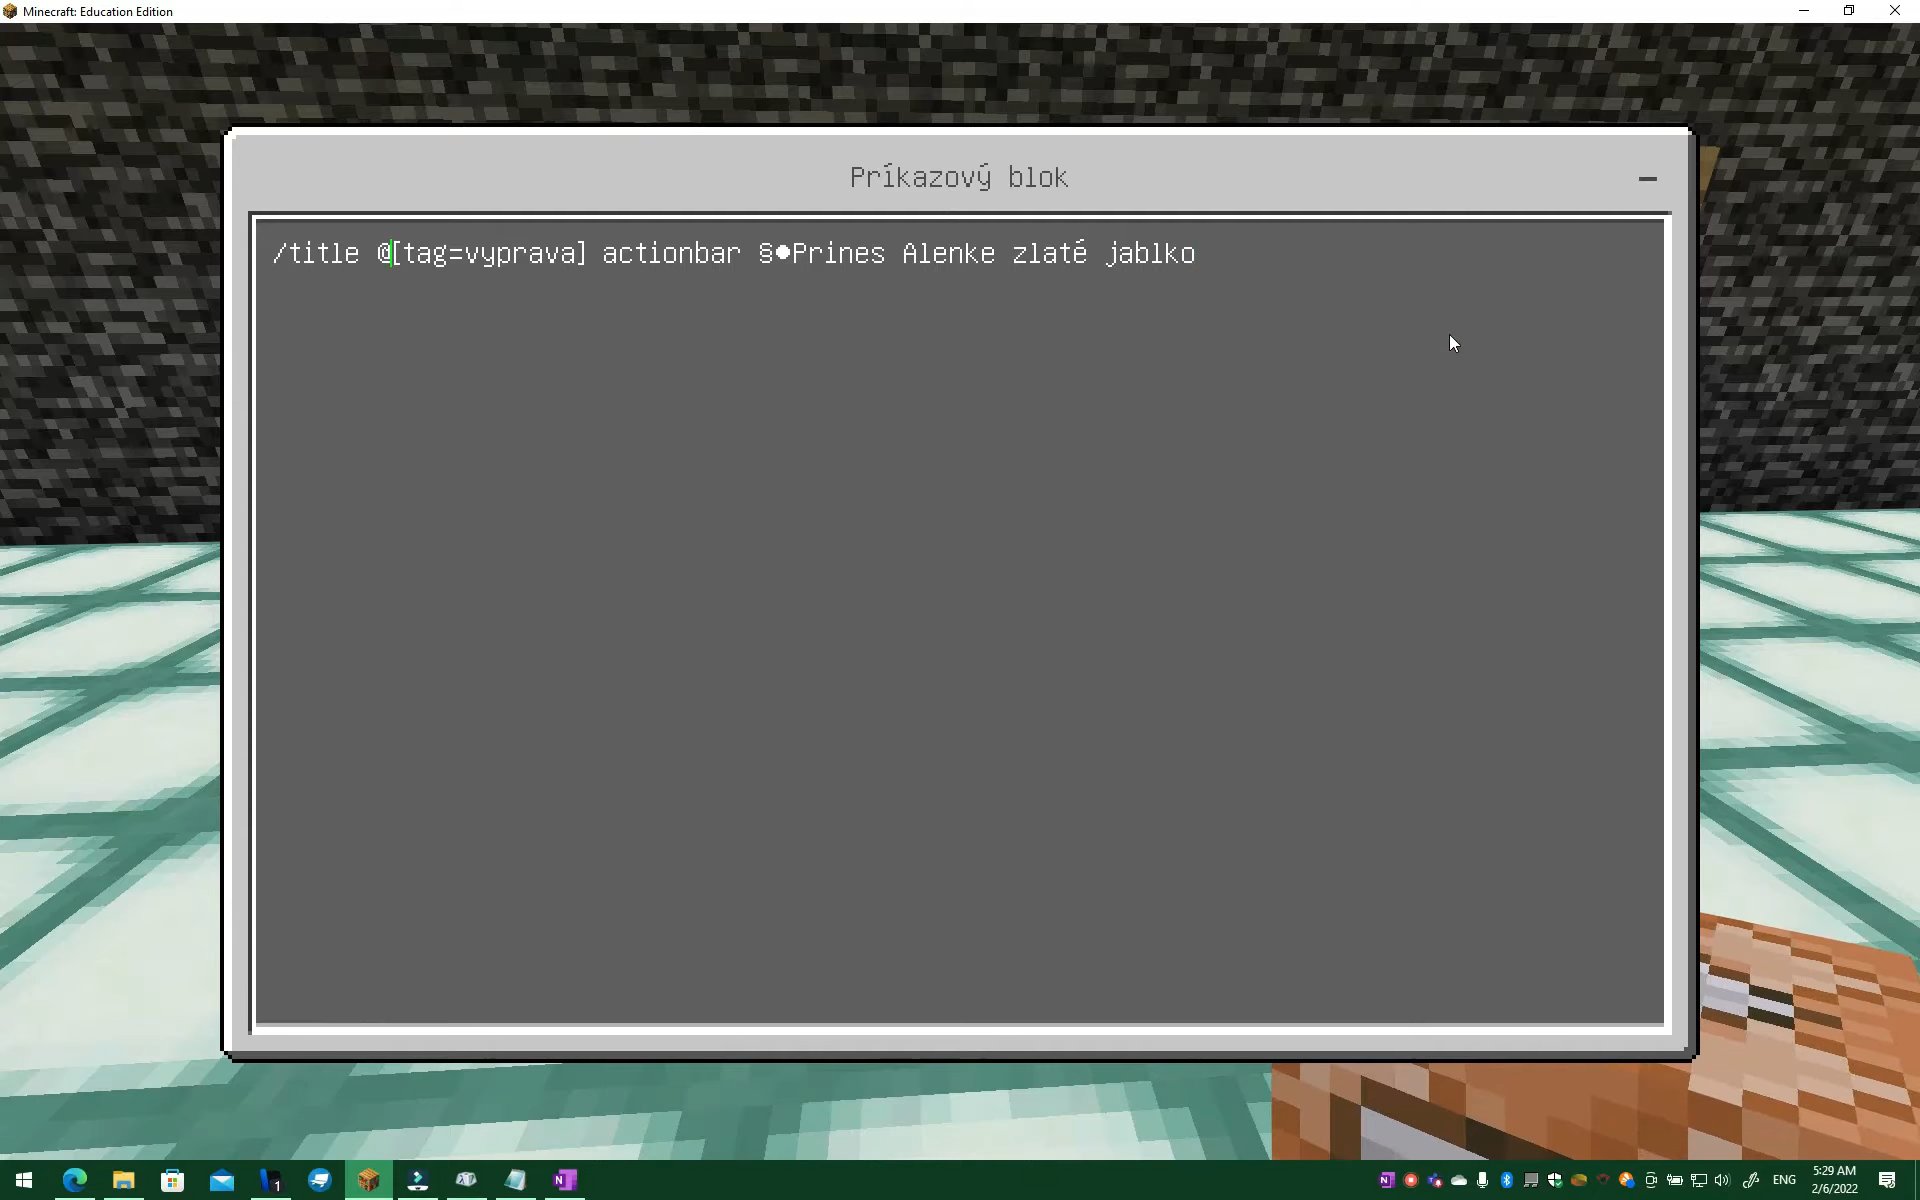 Minecraft: Education Edition
Príkazový blok
/title @[tag=vyprava] actionbar §●Prines Alenke zlaté jablko
1
ENG
5:29 AM
2/6/2022